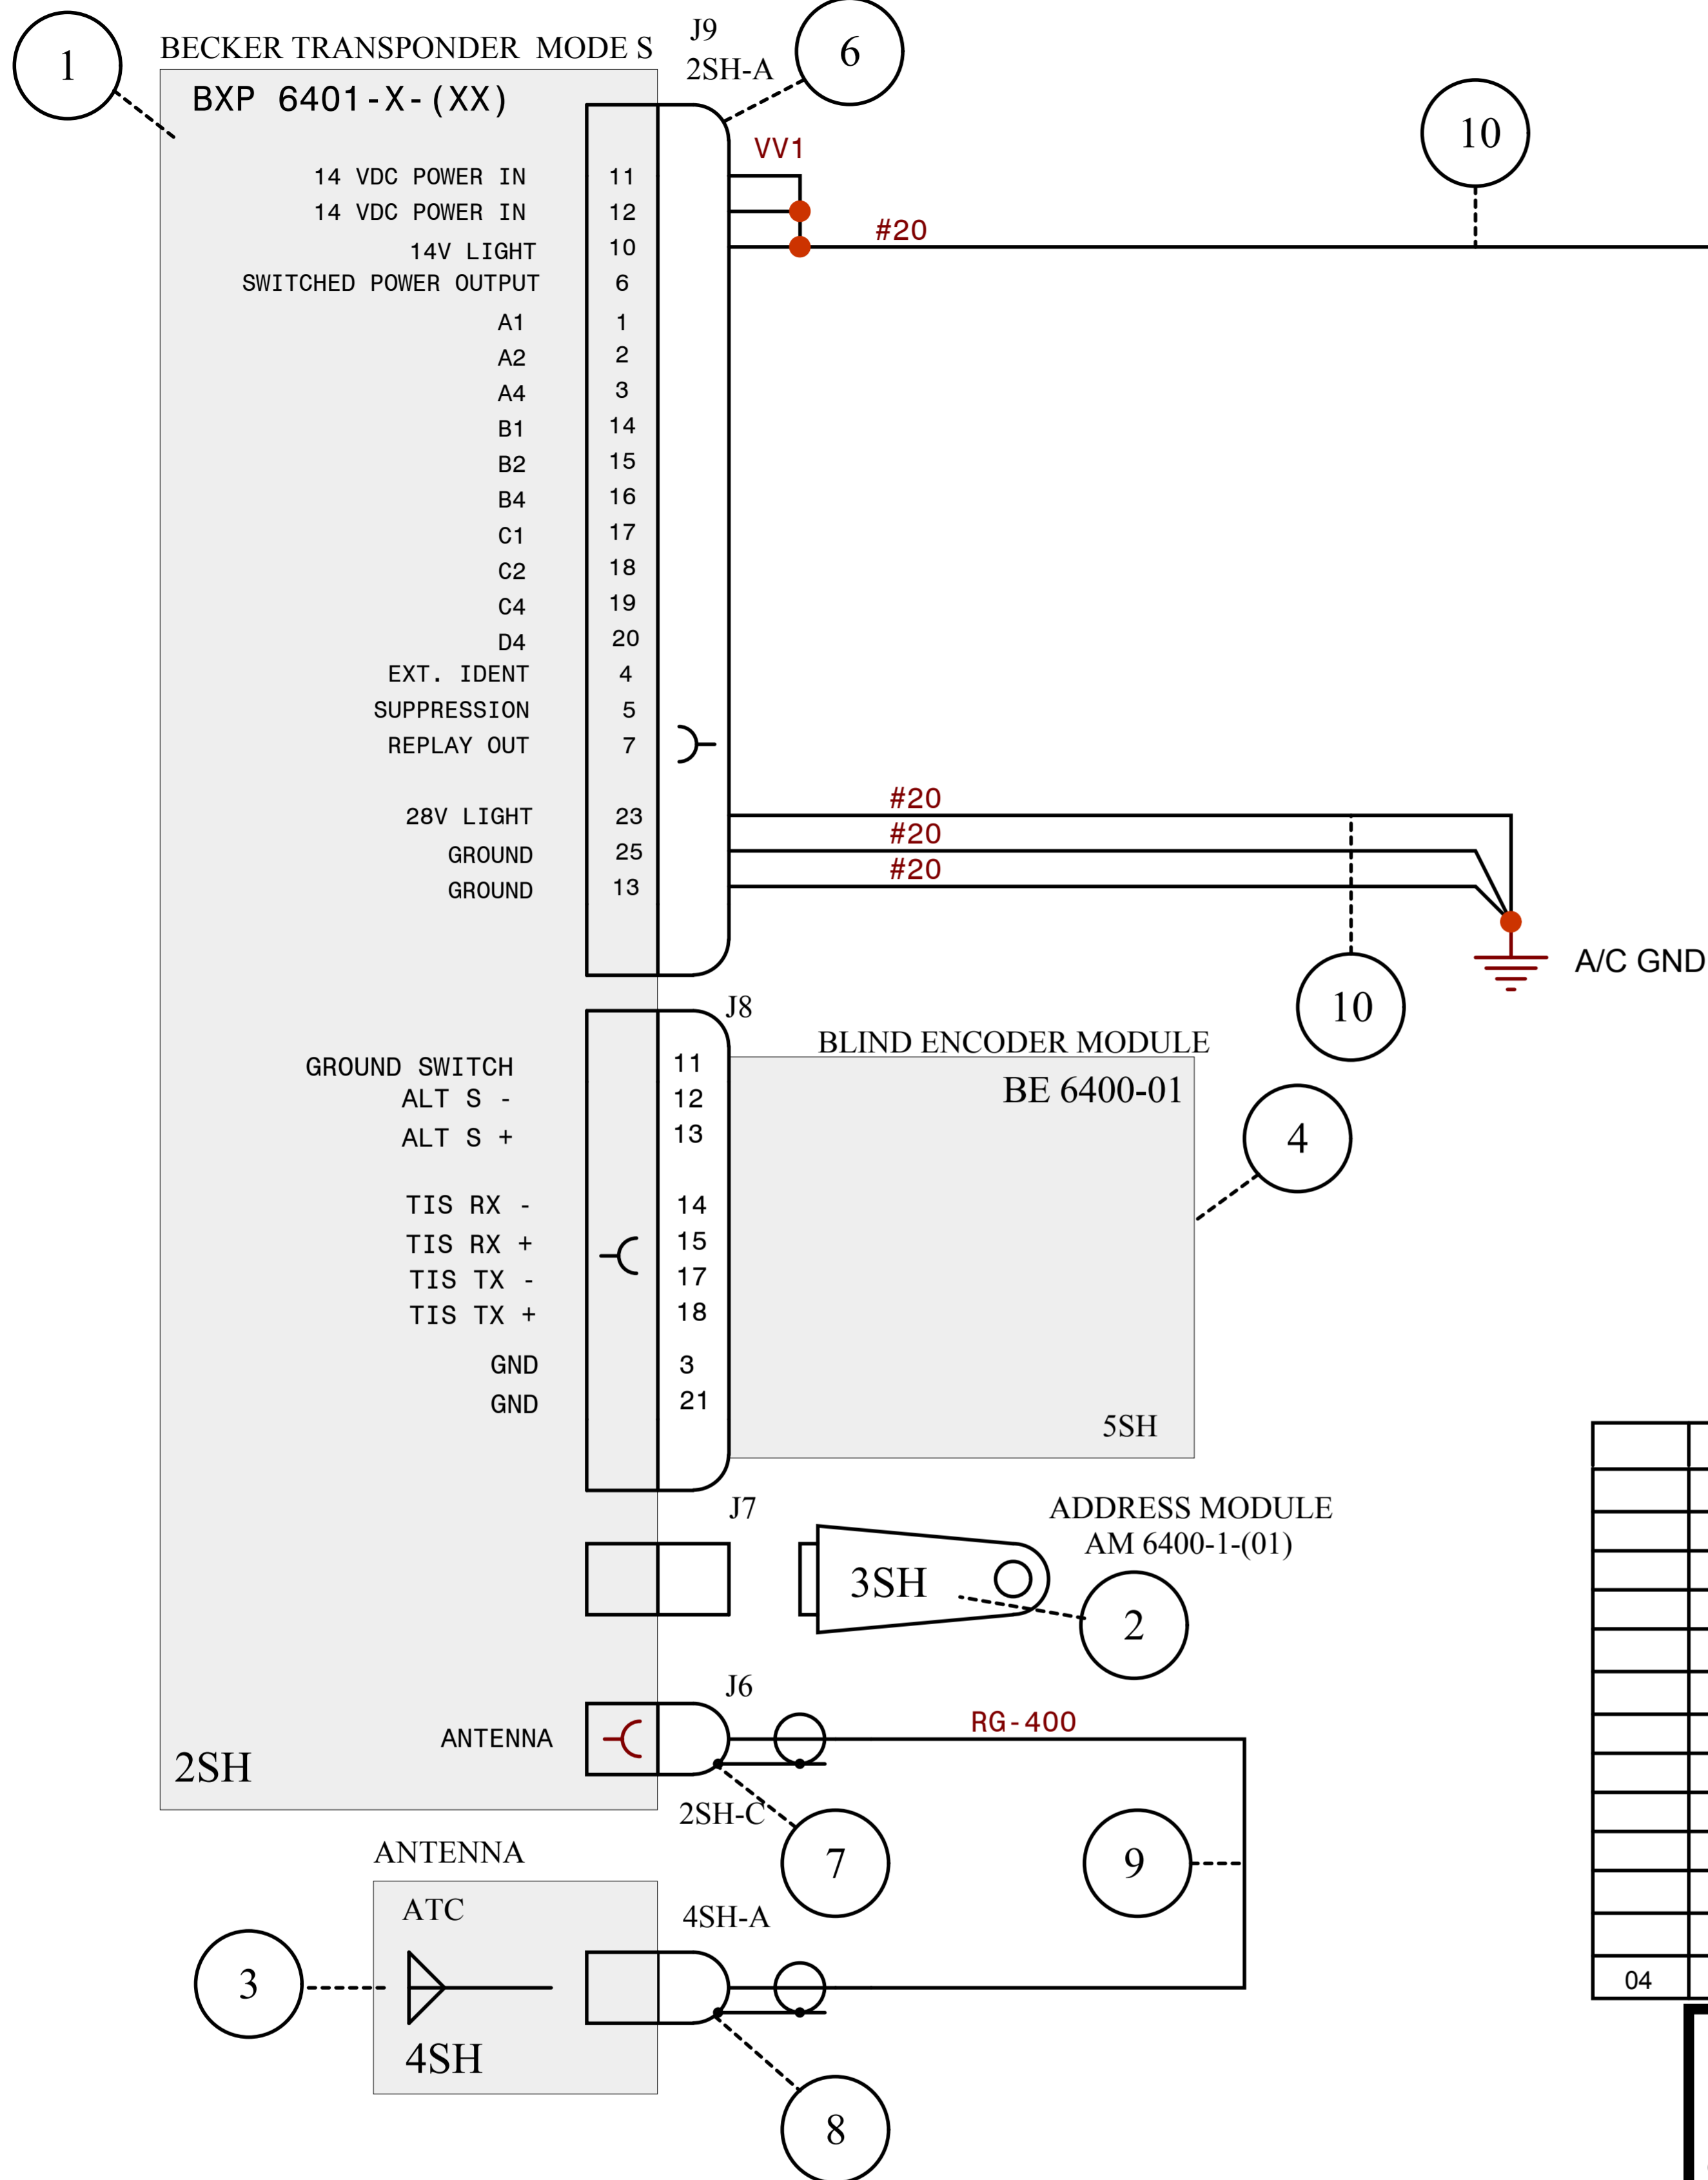 1
BECKER TRANSPONDER MODE S
J9
2SH-A
6
10
BXP 6401-X-(XX)
VV1
14 VDC POWER IN 11
14 VDC POWER IN 12
14V LIGHT 10
#20
SWITCHED POWER OUTPUT 6
A1 1
A2 2
A4 3
B1 14
B2 15
B4 16
C1 17
C2 18
C4 19
D4 20
EXT. IDENT 4
SUPPRESSION 5
REPLAY OUT 7
28V LIGHT 23 #20
GROUND 25 #20
GROUND 13 #20
A/C GND
10
J8
BLIND ENCODER MODULE
BE 6400-01
4
GROUND SWITCH 11
ALT S - 12
ALT S + 13
TIS RX - 14
TIS RX + 15
TIS TX - 17
TIS TX + 18
GND 3
GND 21
5SH
J7
ADDRESS MODULE
AM 6400-1-(01)
3SH
2
J6
RG-400
ANTENNA
2SH
2SH-C
7
9
ANTENNA
ATC
4SH-A
3
4SH
8
04